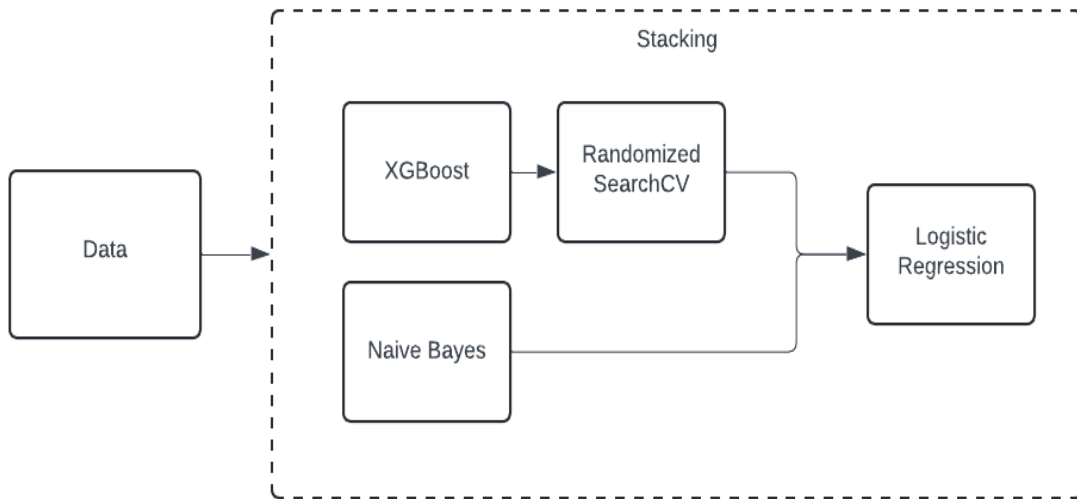 Stacking
XGBoost
Randomized
SearchCV
Data
Logistic
Regression
Naive Bayes